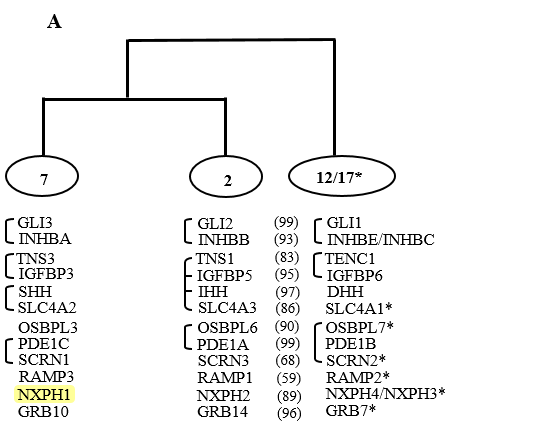 A
7 2 12/17*
GLI3 GLI2 (99) GLI1
INHBA INHBB (93) INHBE/INHBC
TNS3 TNS1 (83) TENC1
IGFBP3 IGFBP5 (95) IGFBP6
SHH IHH (97) DHH
SLC4A2 SLC4A3 (86) SLC4A1*
OSBPL3 OSBPL6 (90) OSBPL7*
PDE1C PDE1A (99) PDE1B
SCRN1 SCRN3 (68) SCRN2*
RAMP3 RAMP1 (59) RAMP2*
NXPH1 NXPH2 (89) NXPH4/NXPH3*
GRB10 GRB14 (96) GRB7*